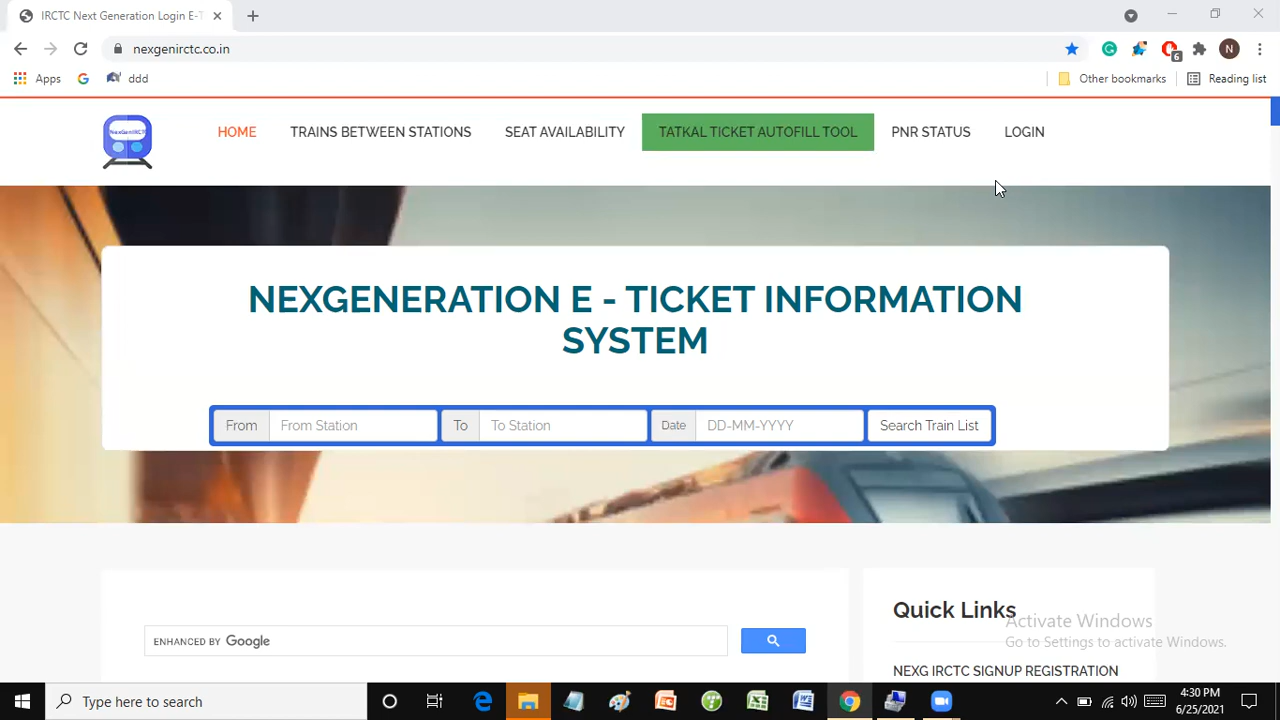 IRCTC Next Generation Login E-T
nexgenirctc.co.in
6
N
Apps
ddd
Other bookmarks
Reading list
NexGenIRCTC
HOME
TRAINS BETWEEN STATIONS
SEAT AVAILABILITY
TATKAL TICKET AUTOFILL TOOL
PNR STATUS
LOGIN
NEXGENERATION E - TICKET INFORMATION
SYSTEM
From
From Station
To
To Station
Date
DD-MM-YYYY
Search Train List
ENHANCED BY Google
Quick Links
NEXG IRCTC SIGNUP REGISTRATION
Activate Windows
Go to Settings to activate Windows.
Type here to search
4:30 PM
6/25/2021